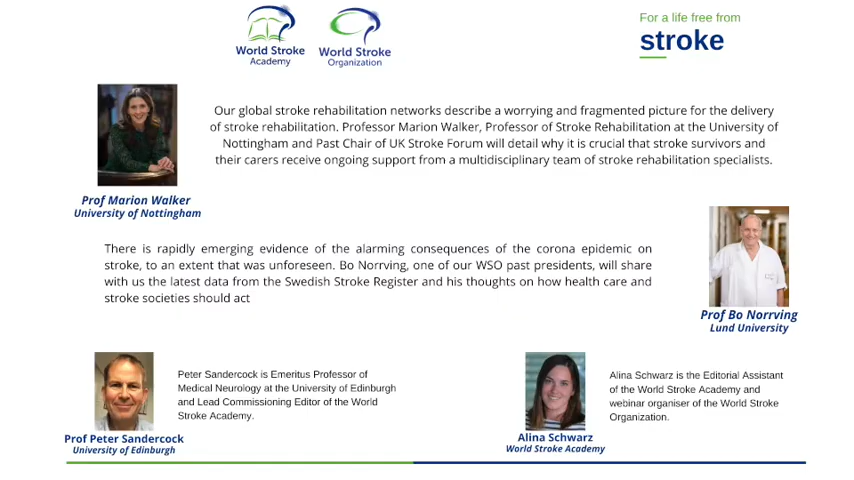 World Stroke
Academy
World Stroke
Organization
For a life free from
stroke
Our global stroke rehabilitation networks describe a worrying and fragmented picture for the delivery
of stroke rehabilitation. Professor Marion Walker, Professor of Stroke Rehabilitation at the University of
Nottingham and Past Chair of UK Stroke Forum will detail why it is crucial that stroke survivors and
their carers receive ongoing support from a multidisciplinary team of stroke rehabilitation specialists.
Prof Marion Walker
University of Nottingham
There is rapidly emerging evidence of the alarming consequences of the corona epidemic on
stroke, to an extent that was unforeseen. Bo Norrving, one of our WSO past presidents, will share
with us the latest data from the Swedish Stroke Register and his thoughts on how health care and
stroke societies should act
Prof Bo Norrving
Lund University
Peter Sandercock is Emeritus Professor of
Medical Neurology at the University of Edinburgh
and Lead Commissioning Editor of the World
Stroke Academy.
Prof Peter Sandercock
University of Edinburgh
Alina Schwarz is the Editorial Assistant
of the World Stroke Academy and
webinar organiser of the World Stroke
Organization.
Alina Schwarz
World Stroke Academy